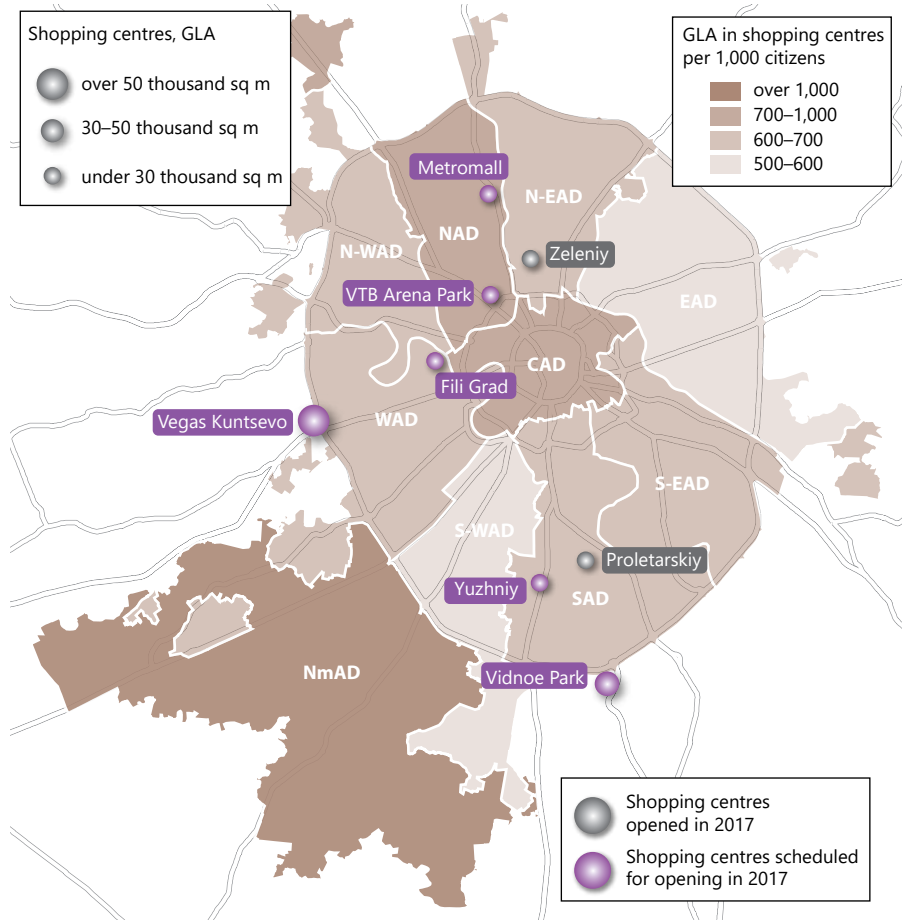 Shopping centres, GLA
over 50 thousand sq m
30–50 thousand sq m
under 30 thousand sq m
GLA in shopping centres
per 1,000 citizens
over 1,000
700–1,000
600–700
500–600
Metromall
N-EAD
NAD
N-WAD
Zeleniy
VTB Arena Park
EAD
CAD
Fili Grad
WAD
Vegas Kuntsevo
S-EAD
S-WAD
Proletarskiy
Yuzhniy
SAD
NmAD
Vidnoe Park
Shopping centres
opened in 2017
Shopping centres scheduled
for opening in 2017